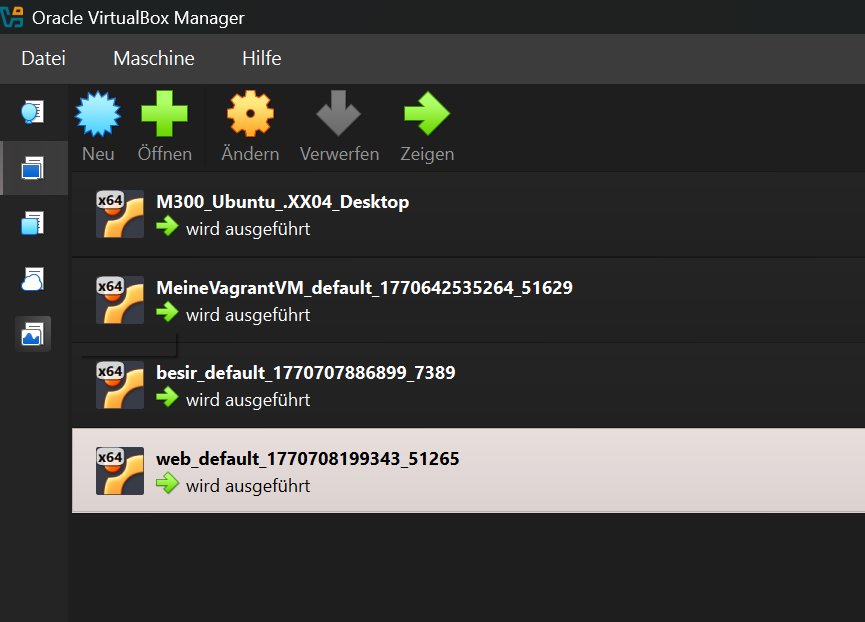 Oracle VirtualBox Manager
Datei Maschine Hilfe
Neu Öffnen Ändern Verwerfen Zeigen
x64 M300_Ubuntu_.XX04_Desktop
wird ausgeführt
x64 MeineVagrantVM_default_1770642535264_51629
wird ausgeführt
x64 besir_default_1770707886899_7389
wird ausgeführt
x64 web_default_1770708199343_51265
wird ausgeführt